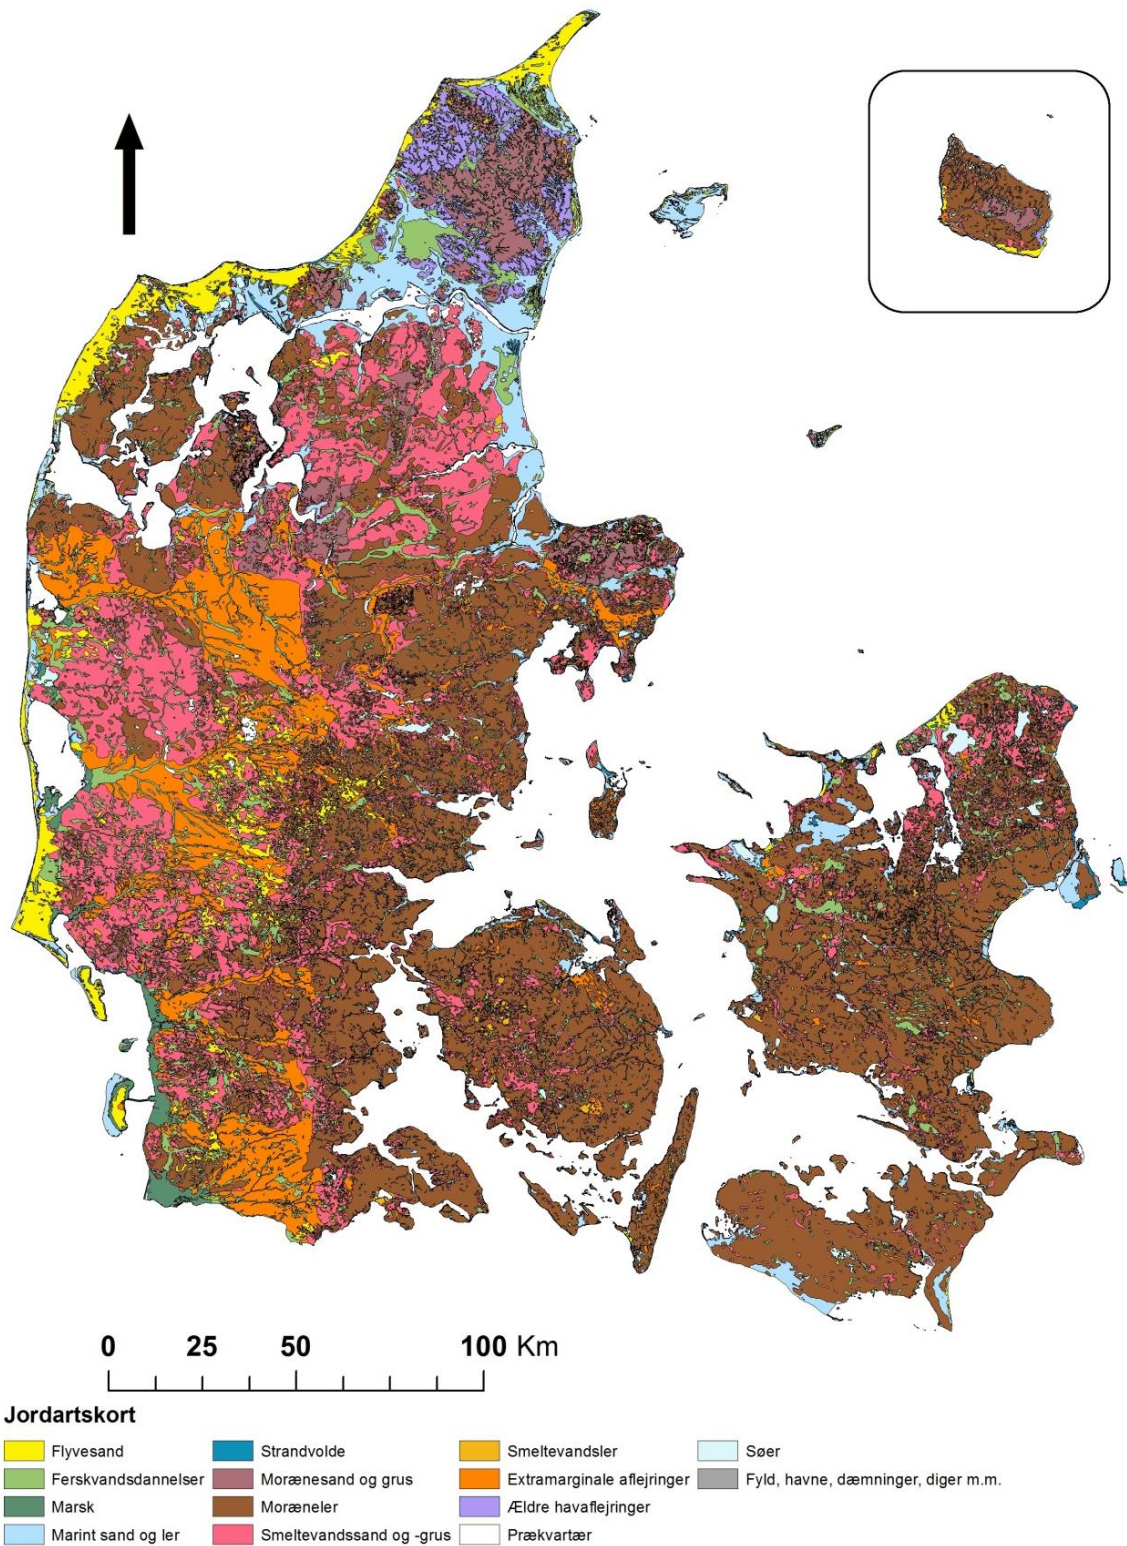 0 25 50 100 Km
Jordartskort
Flyvesand
Ferskvandsdannelser
Marsk
Marint sand og ler
Strandvolde
Morænesand og grus
Moræneler
Smeltevandssand og -grus
Smeltevandsler
Extramarginale aflejringer
Ældre havaflejringer
Prækvartær
Søer
Fyld, havne, dæmninger, diger m.m.